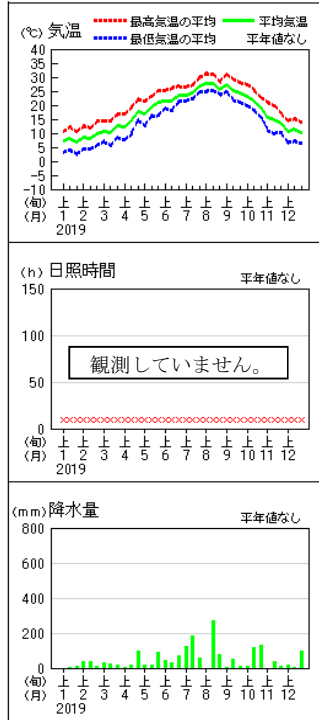 (℃) 気温 最高気温の平均 平均気温
最低気温の平均 平年値なし
40
35
30
25
20
15
10
5
0
-5
-10
(旬) 上 上 上 上 上 上 上 上 上 上 上 上
(月) 1 2 3 4 5 6 7 8 9 10 11 12
2019
(h) 日照時間 平年値なし
150
100
観測していません。
50
0
(旬) 上 上 上 上 上 上 上 上 上 上 上 上
(月) 1 2 3 4 5 6 7 8 9 10 11 12
2019
(mm) 降水量 平年値なし
800
600
400
200
0
(旬) 上 上 上 上 上 上 上 上 上 上 上 上
(月) 1 2 3 4 5 6 7 8 9 10 11 12
2019